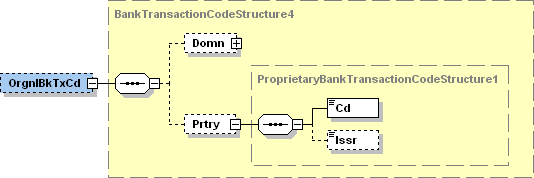 BankTransactionCodeStructure4
Domn
OrgnlBkTxCd
ProprietaryBankTransactionCodeStructure1
Cd
Prtry
Issr